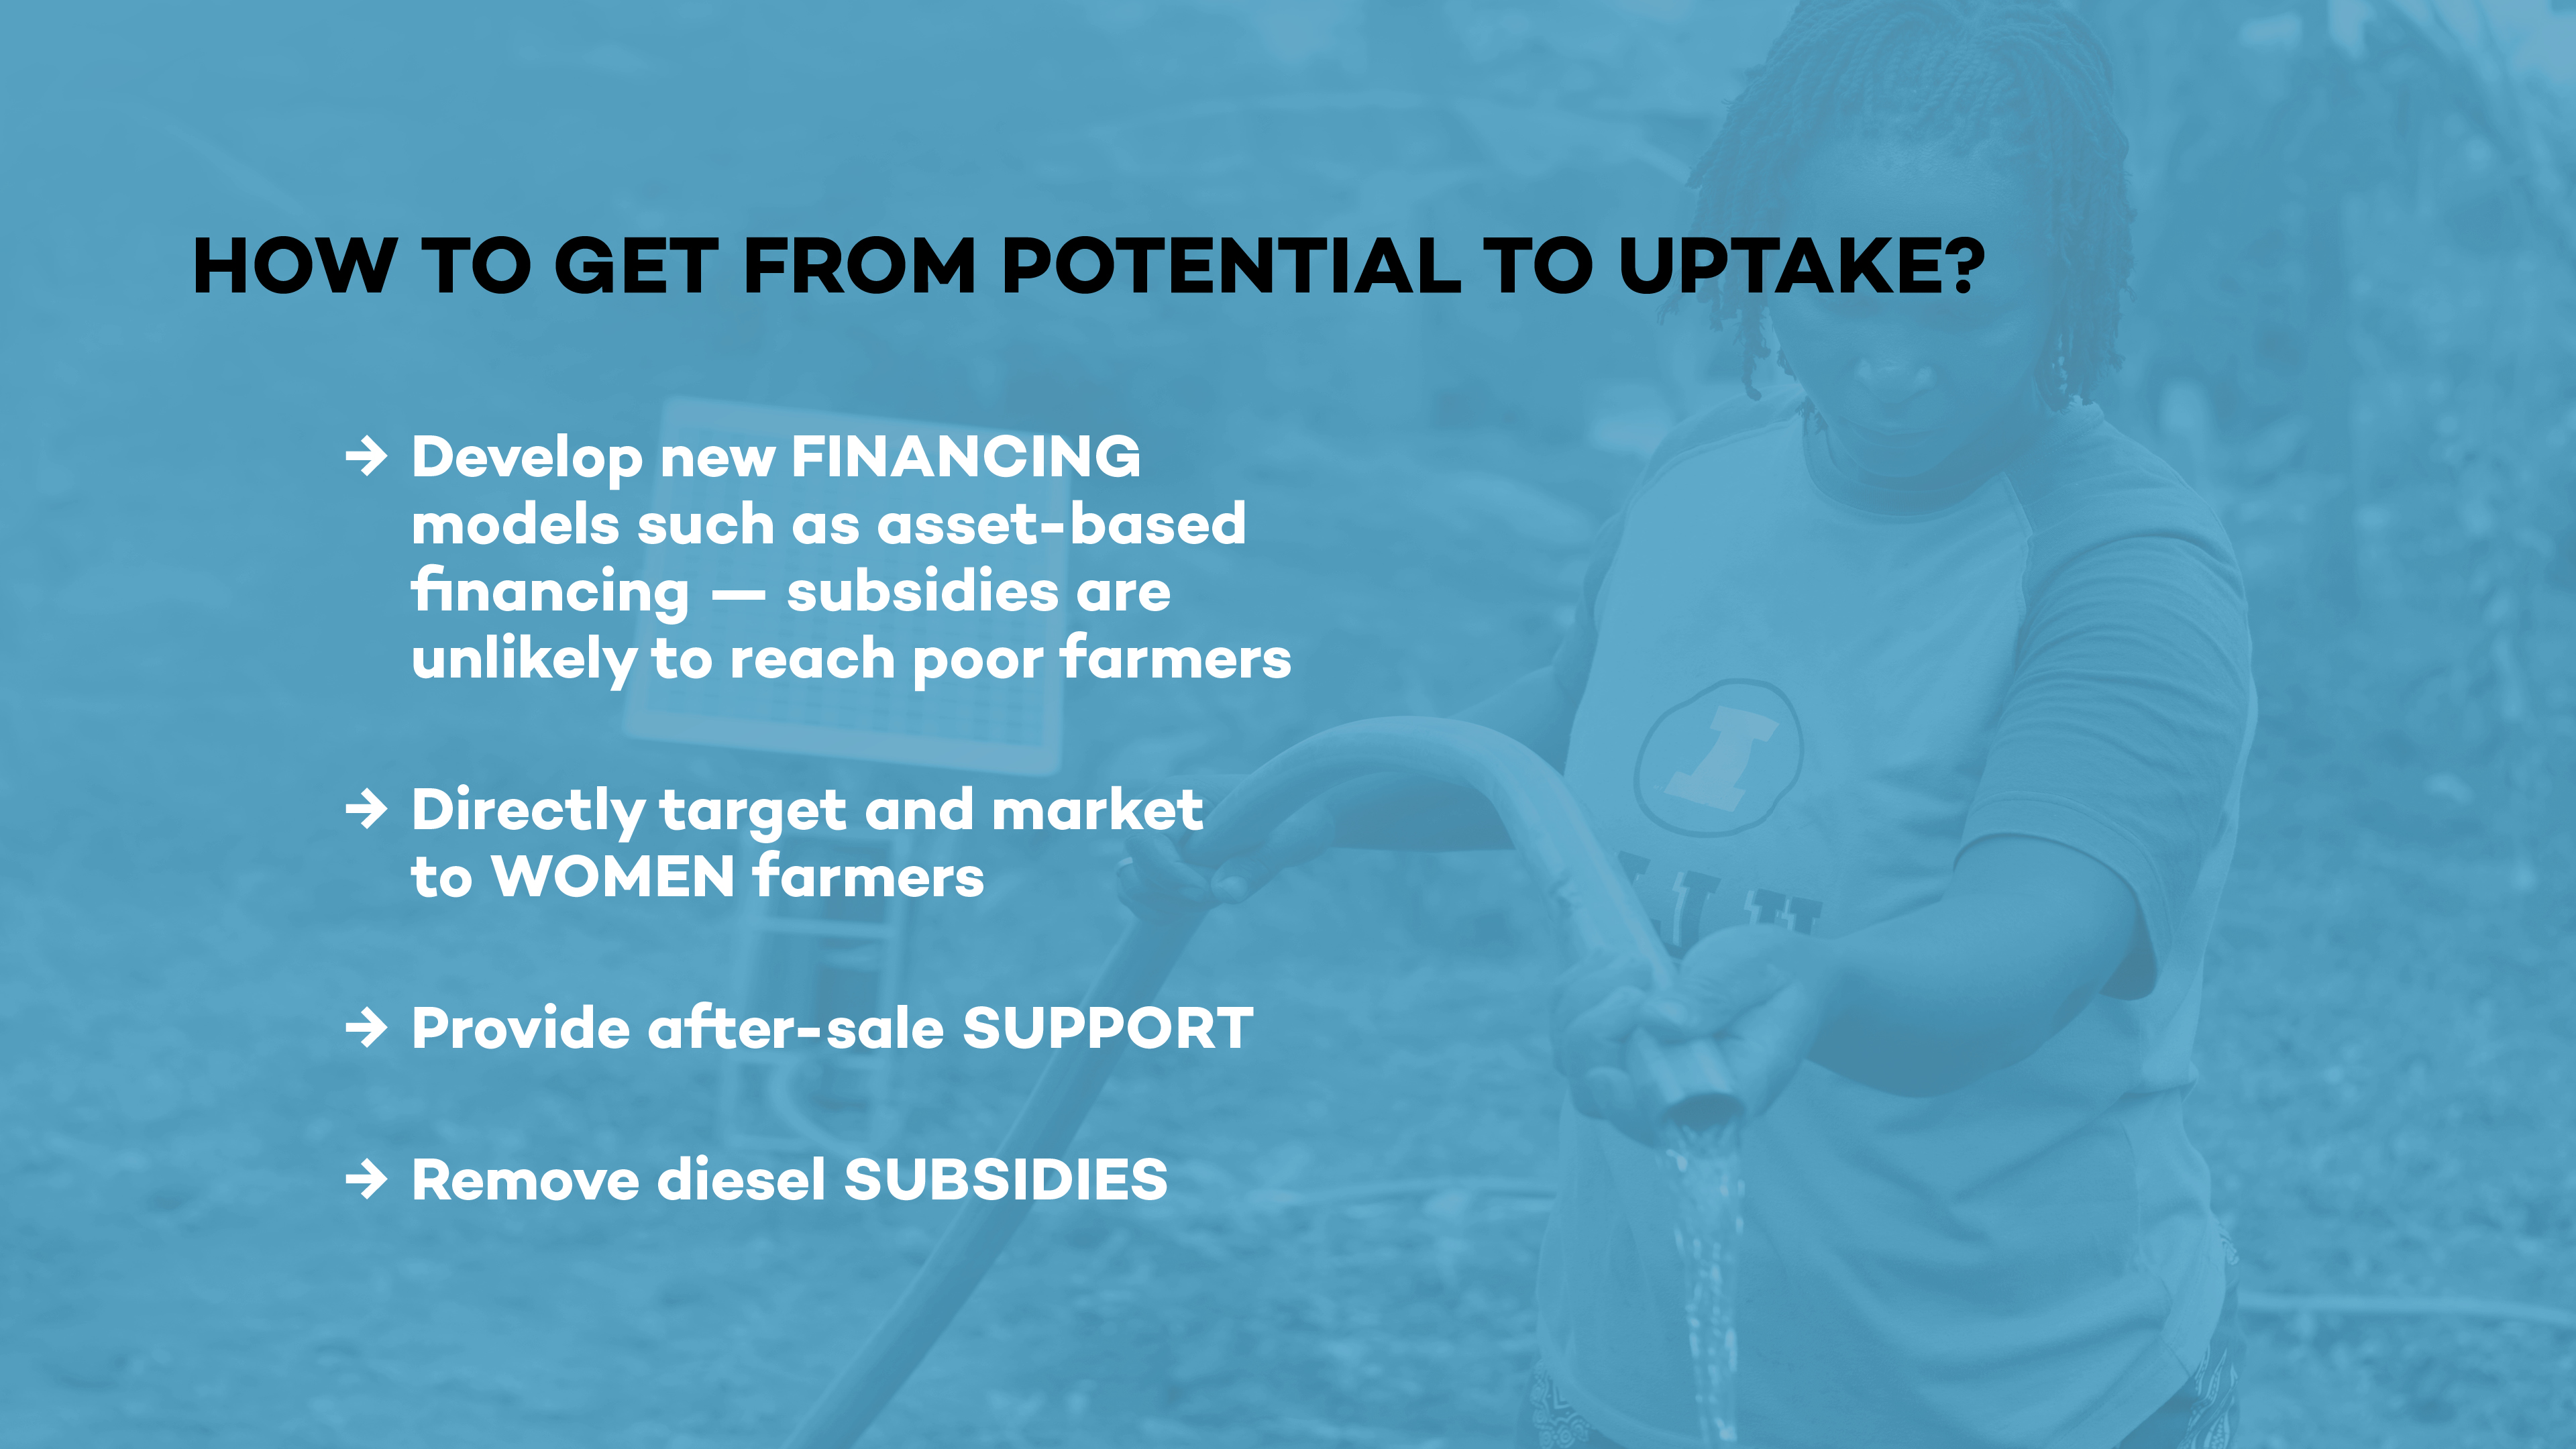 HOW TO GET FROM POTENTIAL TO UPTAKE?
→ Develop new FINANCING
models such as asset-based
financing — subsidies are
unlikely to reach poor farmers
→ Directly target and market
to WOMEN farmers
→ Provide after-sale SUPPORT
→ Remove diesel SUBSIDIES
I